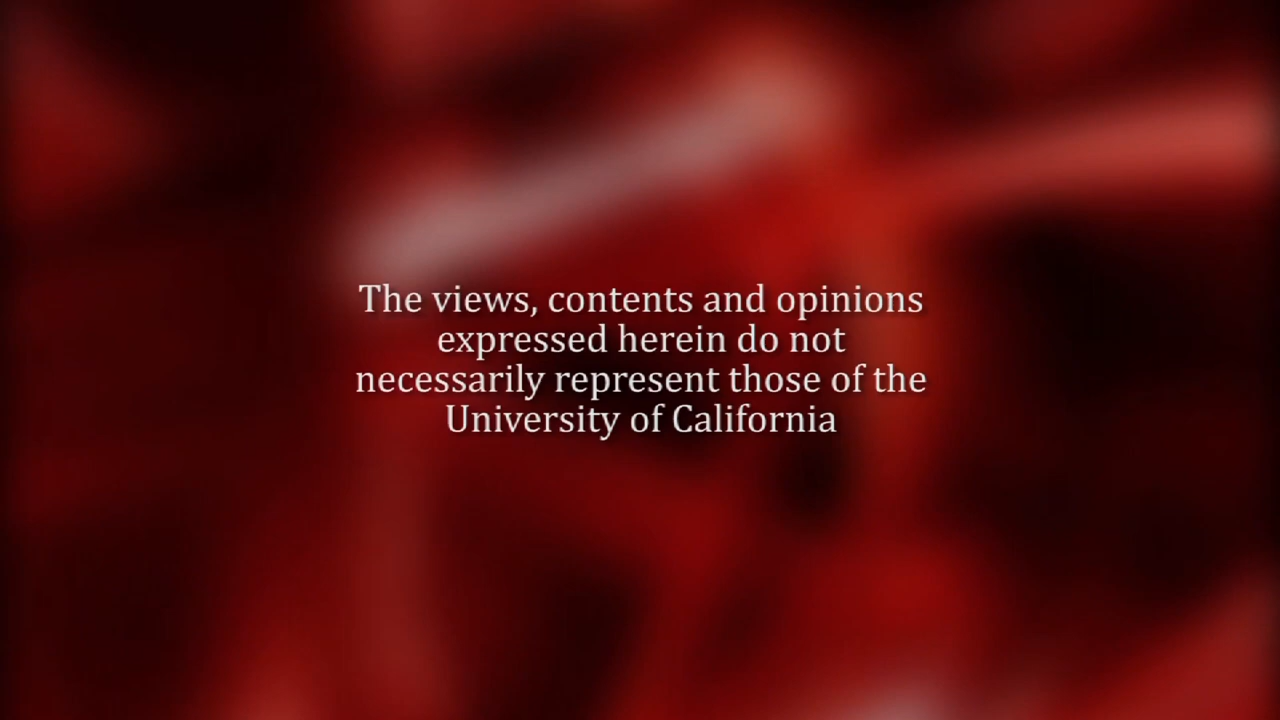 The views, contents and opinions
expressed herein do not
necessarily represent those of the
University of California